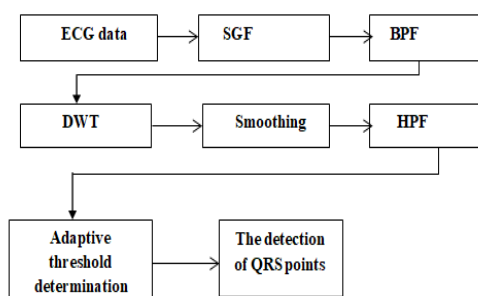 ECG data
SGF
BPF
DWT
Smoothing
HPF
Adaptive
threshold
determination
The detection
of QRS points